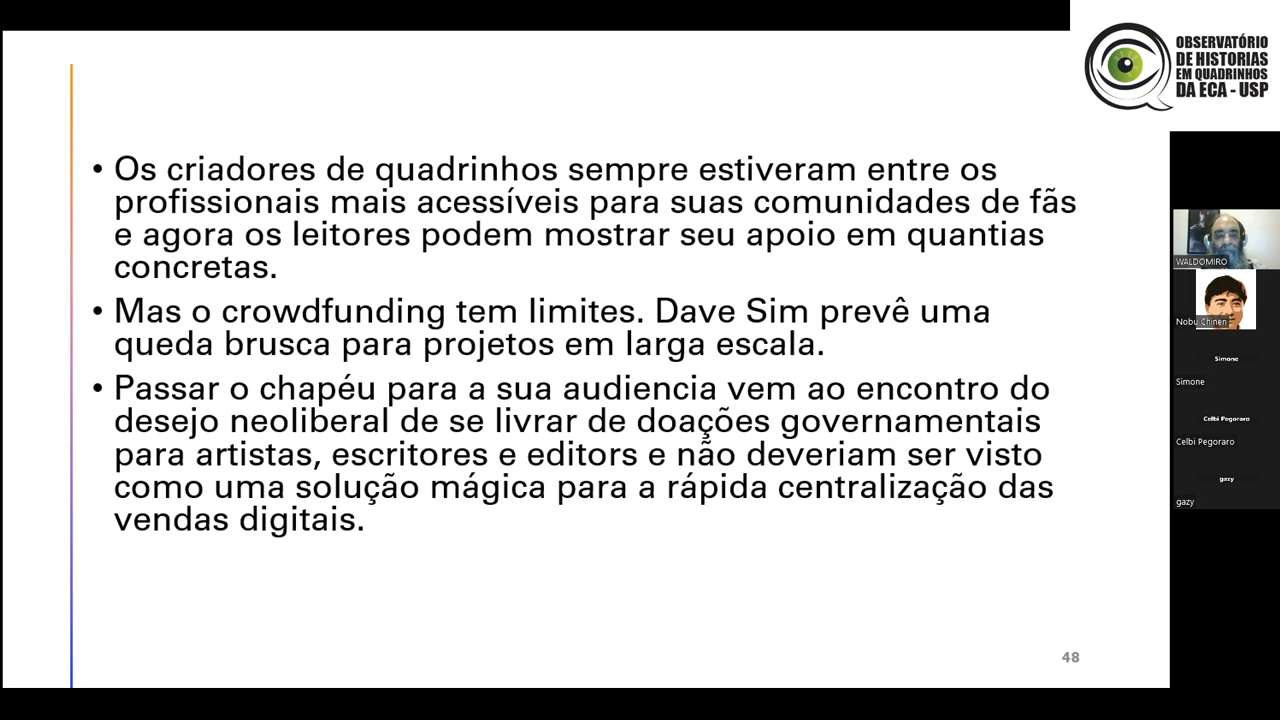 OBSERVATÓRIO
DE HISTORIAS
EM QUADRINHOS
DA ECA - USP
• Os criadores de quadrinhos sempre estiveram entre os
profissionais mais acessíveis para suas comunidades de fãs
e agora os leitores podem mostrar seu apoio em quantias
concretas.
• Mas o crowdfunding tem limites. Dave Sim prevê uma
queda brusca para projetos em larga escala.
• Passar o chapéu para a sua audiencia vem ao encontro do
desejo neoliberal de se livrar de doações governamentais
para artistas, escritores e editors e não deveriam ser visto
como uma solução mágica para a rápida centralização das
vendas digitais.
48
WALDOMIRO
Nobu Chinen
Simone
Simone
Celbi Pegoraro
Celbi Pegoraro
gazy
gazy